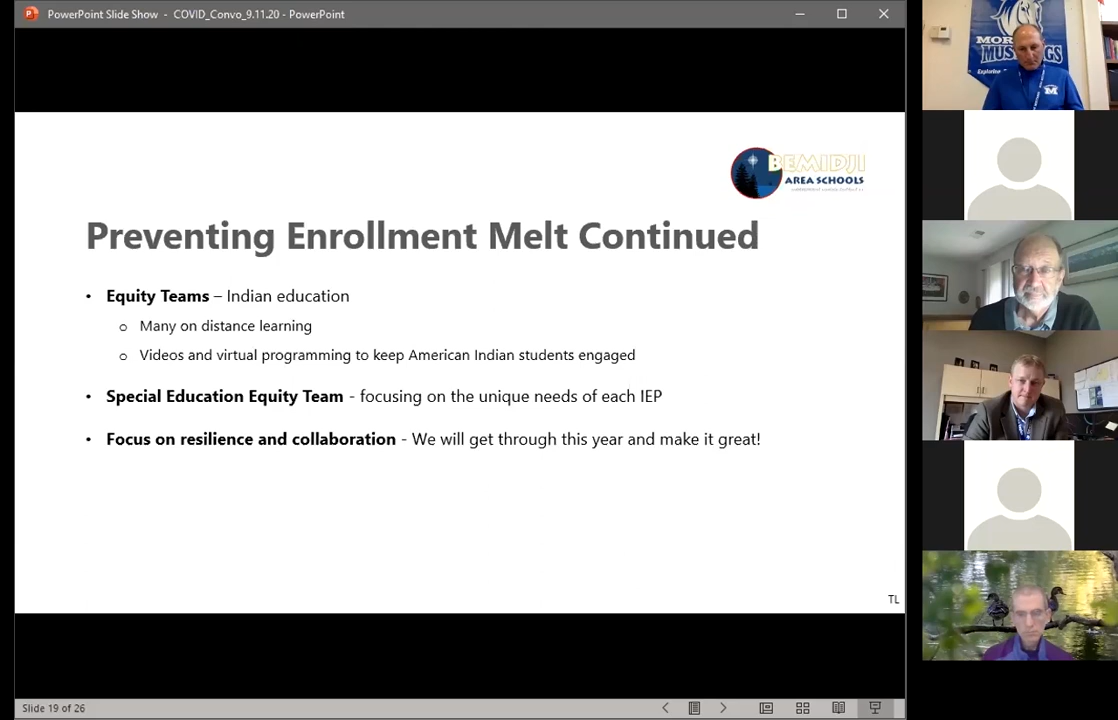 PowerPoint Slide Show - COVID_Convo_9.11.20 - PowerPoint
BEMIDJI
AREA SCHOOLS
Preventing Enrollment Melt Continued
• Equity Teams – Indian education
o Many on distance learning
o Videos and virtual programming to keep American Indian students engaged
• Special Education Equity Team - focusing on the unique needs of each IEP
• Focus on resilience and collaboration - We will get through this year and make it great!
TL
Slide 19 of 26
M